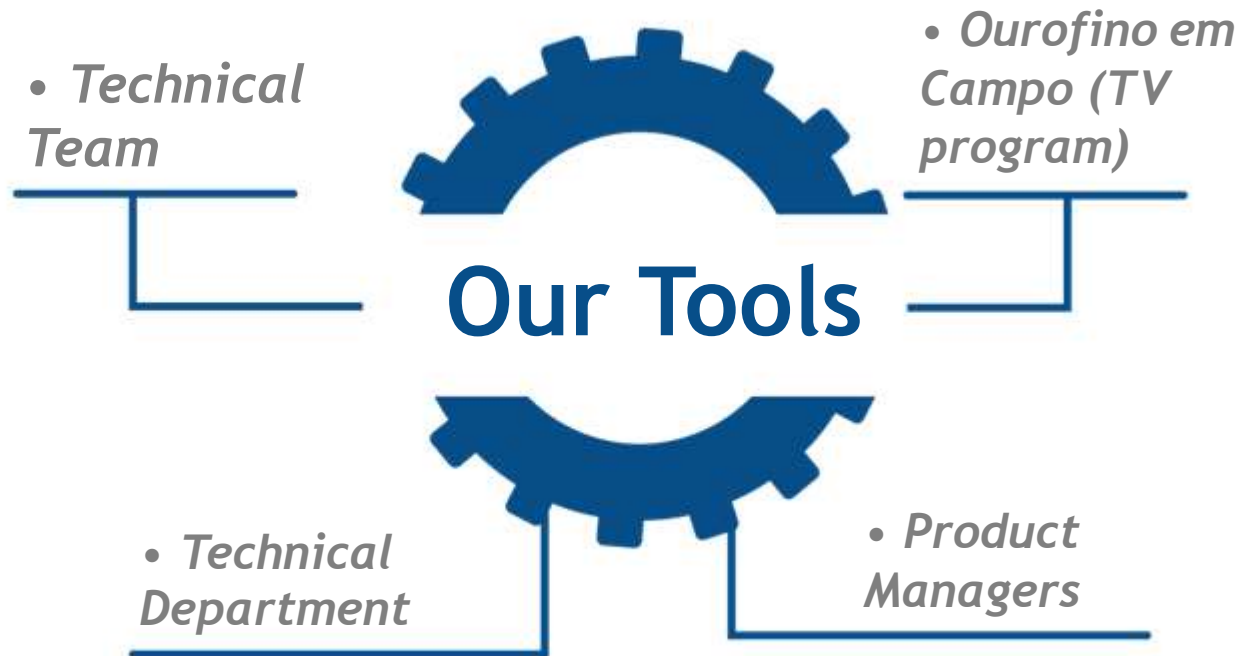 • Technical
Team
• Ourofino em
Campo (TV
program)
Our Tools
• Technical
Department
• Product
Managers